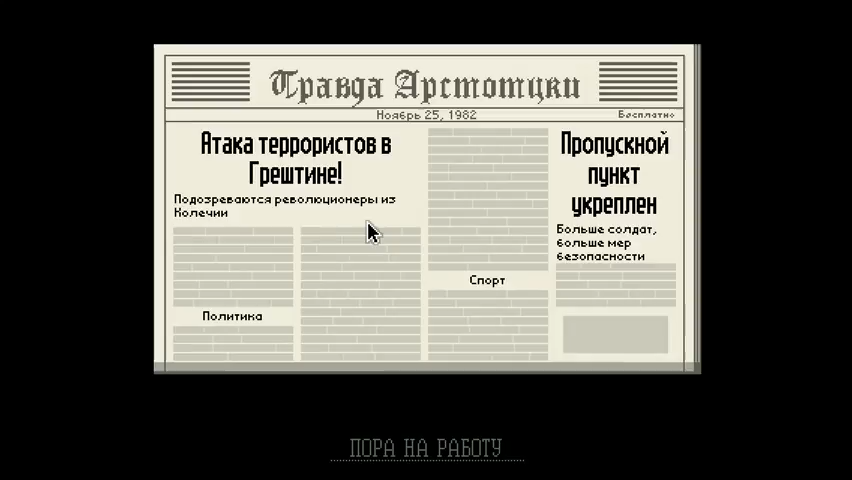 Правда Арстотцки
Ноябрь 25, 1982
Бесплатно
Атака террористов в
Грештине!
Подозреваются революционеры из
Колечии
Политика
Спорт
Пропускной
пункт
укреплен
Больше солдат,
больше мер
безопасности
ПОРА НА РАБОТУ